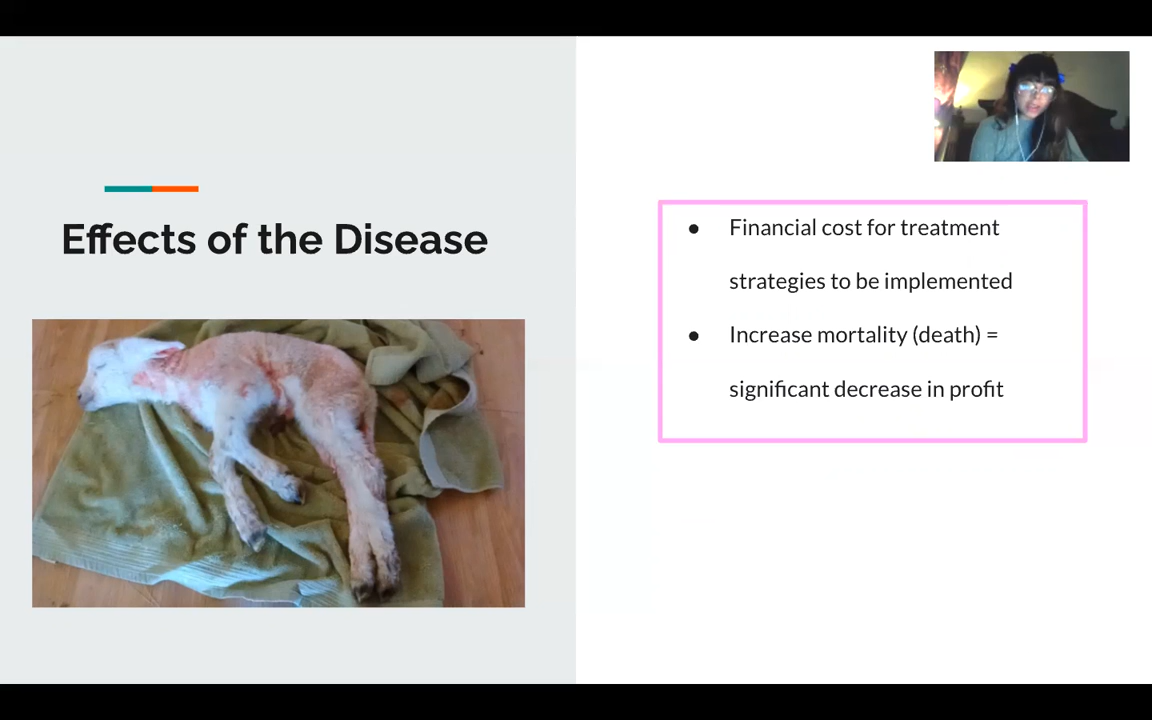 Effects of the Disease
● Financial cost for treatment
strategies to be implemented
● Increase mortality (death) =
significant decrease in profit